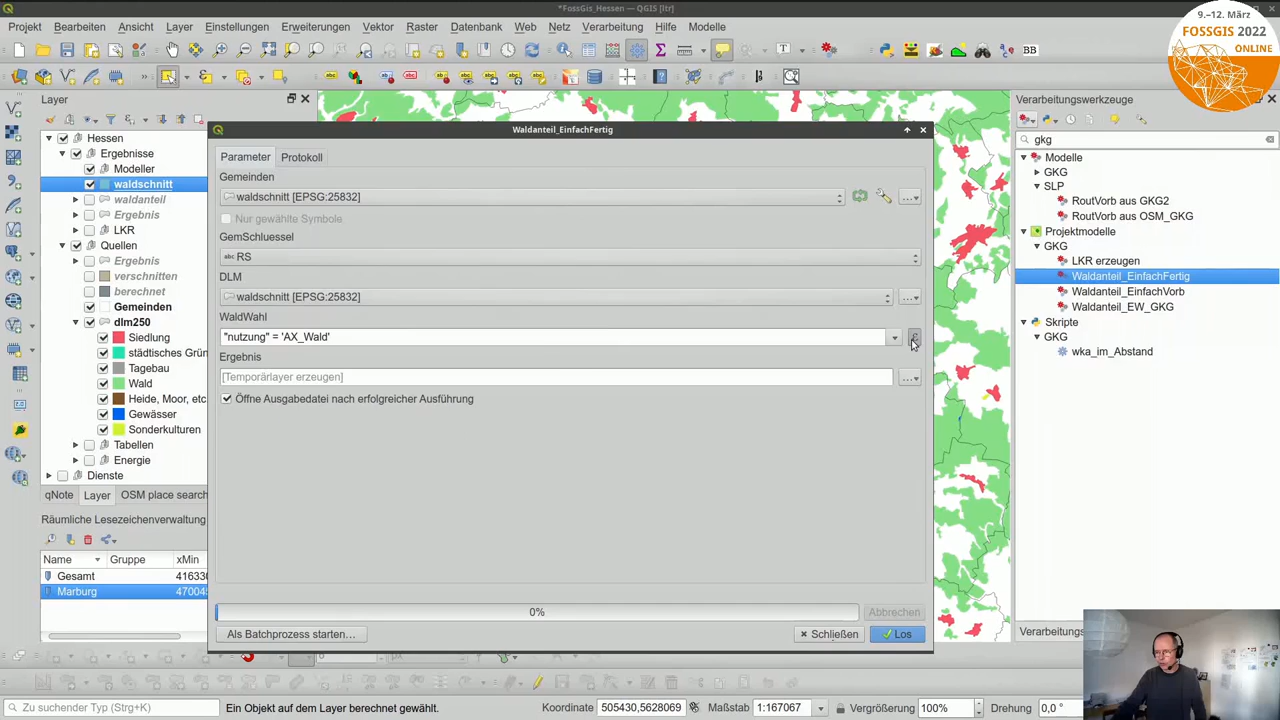 *FossGis_Hessen — QGIS [ltr]
Projekt Bearbeiten Ansicht Layer Einstellungen Erweiterungen Vektor Raster Datenbank Web Netz Verarbeitung Hilfe Modelle
9.–12. März
FOSSGIS 2022
ONLINE
Layer
Hessen
Ergebnisse
Modeller
waldschnitt
waldanteil
Ergebnis
LKR
Quellen
Ergebnis
verschnitten
berechnet
Gemeinden
dlm250
Siedlung
städtisches Grün
Tagebau
Wald
Heide, Moor, etc.
Gewässer
Sonderkulturen
Tabellen
Energie
Dienste
qNote Layer OSM place search
Räumliche Lesezeichenverwaltung
Name Gruppe xMin
Gesamt 41633
Marburg 47004
Waldanteil_EinfachFertig
Parameter Protokoll
Gemeinden
waldschnitt [EPSG:25832]
Nur gewählte Symbole
GemSchluessel
abc RS
DLM
waldschnitt [EPSG:25832]
WaldWahl
"nutzung" = 'AX_Wald'
Ergebnis
[Temporärlayer erzeugen]
Öffne Ausgabedatei nach erfolgreicher Ausführung
0%
Abbrechen
Als Batchprozess starten…
Schließen
Los
Verarbeitungswerkzeuge
gkg
Modelle
GKG
SLP
RoutVorb aus GKG2
RoutVorb aus OSM_GKG
Projektmodelle
GKG
LKR erzeugen
Waldanteil_EinfachFertig
Waldanteil_EinfachVorb
Waldanteil_EW_GKG
Skripte
GKG
wka_im_Abstand
Verarbeitungs
Zu suchender Typ (Strg+K)
Ein Objekt auf dem Layer berechnet gewählt.
Koordinate 505430,5628069
Maßstab 1:167067
Vergrößerung 100%
Drehung 0,0 °